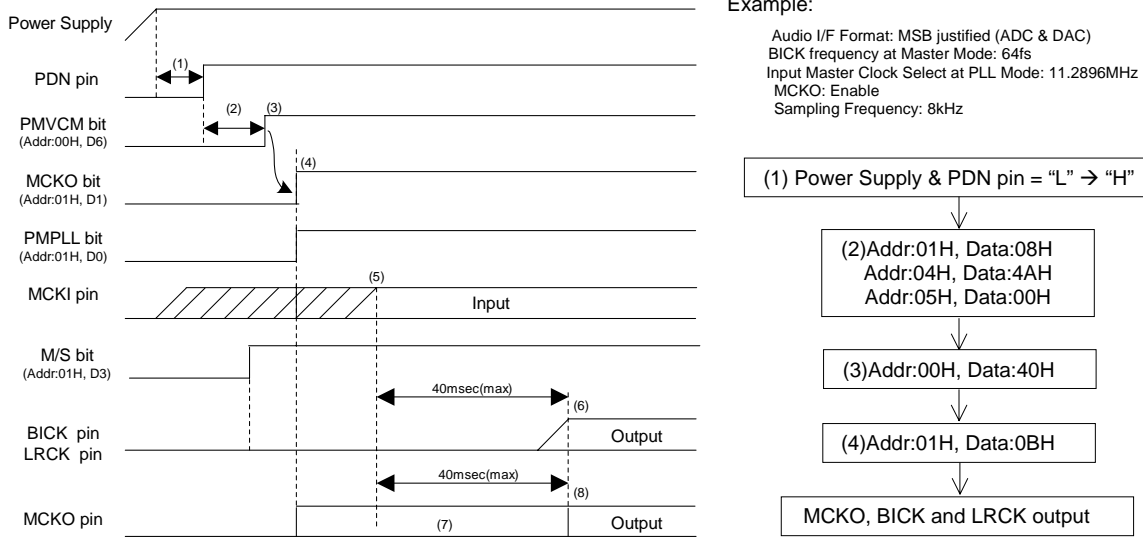 Power Supply
(1)
PDN pin
(2)
(3)
PMVCM bit
(Addr:00H, D6)
(4)
MCKO bit
(Addr:01H, D1)
PMPLL bit
(Addr:01H, D0)
(5)
MCKI pin
Input
M/S bit
(Addr:01H, D3)
40msec(max)
(6)
BICK pin
LRCK pin
Output
40msec(max)
(8)
MCKO pin
(7)
Output
Example:
Audio I/F Format: MSB justified (ADC & DAC)
BICK frequency at Master Mode: 64fs
Input Master Clock Select at PLL Mode: 11.2896MHz
MCKO: Enable
Sampling Frequency: 8kHz
(1) Power Supply & PDN pin = “L” → “H”
(2)Addr:01H, Data:08H
Addr:04H, Data:4AH
Addr:05H, Data:00H
(3)Addr:00H, Data:40H
(4)Addr:01H, Data:0BH
MCKO, BICK and LRCK output